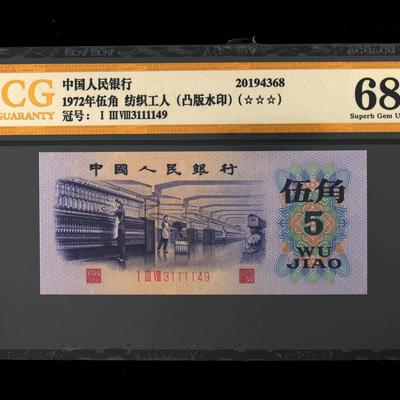 CG
GUARANTY
中国人民银行
20194368
1972年伍角 纺织工人 (凸版水印) (☆☆☆)
冠号: I III VIII 3111149
68
Superb Gem U
中國人民銀行
伍角
5
WU
JIAO
I III VIII 3111149